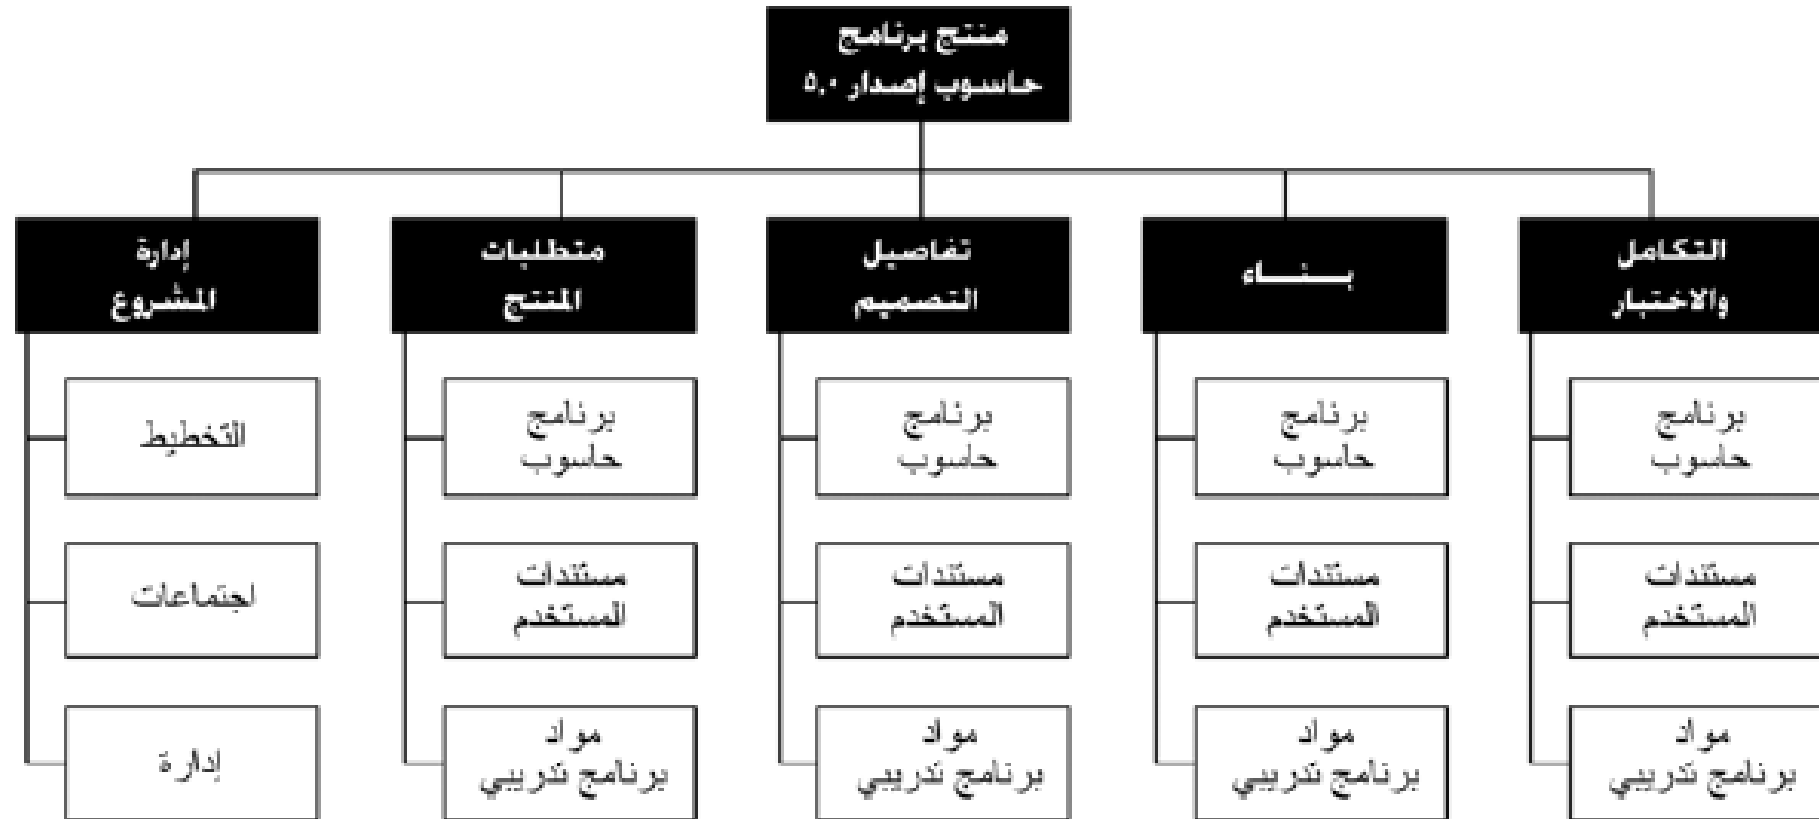 منتج برنامج
حاسوب إصدار ٥,٠
إدارة
المشروع
متطلبات
المنتج
تفاصيل
التصميم
بـنـــاء
التكامل
والاختبار
التخطيط
برنامج
حاسوب
برنامج
حاسوب
برنامج
حاسوب
برنامج
حاسوب
اجتماعات
مستندات
المستخدم
مستندات
المستخدم
مستندات
المستخدم
مستندات
المستخدم
إدارة
مواد
برنامج تدريبي
مواد
برنامج تدريبي
مواد
برنامج تدريبي
مواد
برنامج تدريبي